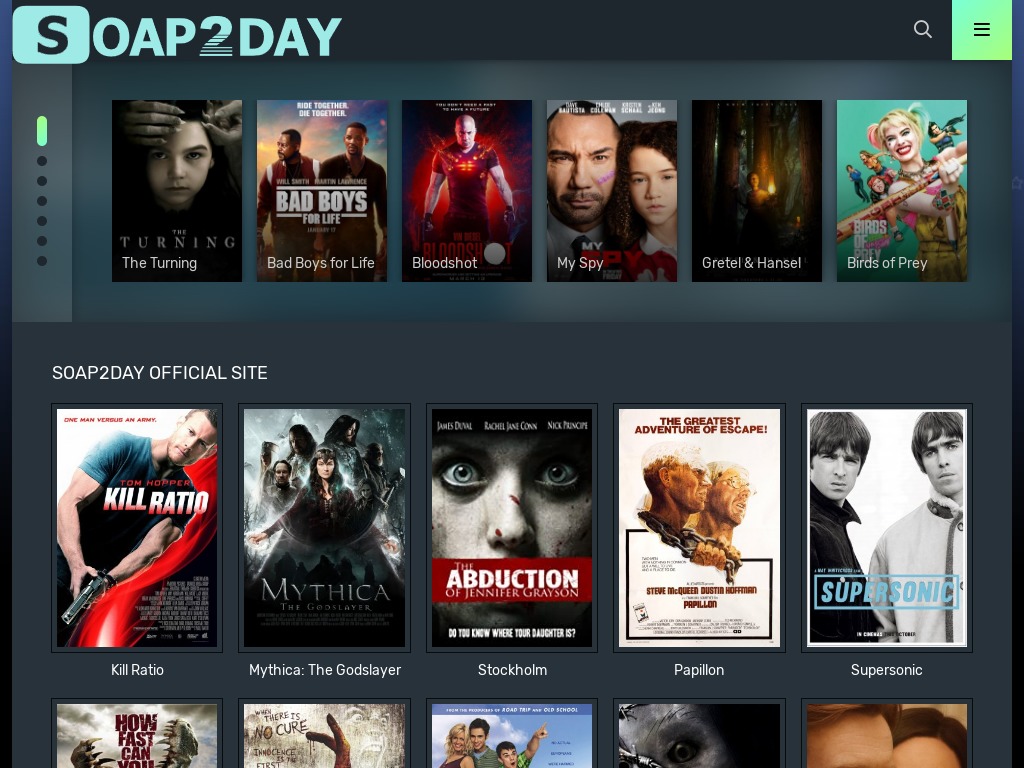 SOAP2DAY
RIDE TOGETHER.
DIE TOGETHER.
WILL SMITH MARTIN LAWRENCE
BAD BOYS
FOR LIFE
JANUARY 17
THE
TURNING
YOU DON'T NEED A PAST
TO HAVE A FUTURE
VIN DIESEL
BLOODSHOT
DAVE BAUTISTA CHLOE COLEMAN KRISTEN SCHAAL KEN JEONG
MY
SPY
BIRDS
OF
PREY
The Turning
Bad Boys for Life
Bloodshot
My Spy
Gretel & Hansel
Birds of Prey
SOAP2DAY OFFICIAL SITE
ONE MAN VERSUS AN ARMY.
TOM HOPPER
KILL RATIO
MYTHICA
THE GODSLAYER
JAMES DUVAL RACHEL JANE CONN NICK PRINCIPE
THE
ABDUCTION
OF JENNIFER GRAYSON
DO YOU KNOW WHERE YOUR DAUGHTER IS?
THE GREATEST
ADVENTURE OF ESCAPE!
STEVE McQUEEN DUSTIN HOFFMAN
PAPILLON
SUPERSONIC
IN CINEMAS OCTOBER
Kill Ratio
Mythica: The Godslayer
Stockholm
Papillon
Supersonic
HOW
FAST
CAN
YOU
WHEN
THERE IS
NO CURE
INNOCENCE
IS THE
FIRST
FROM THE PRODUCERS OF ROAD TRIP AND OLD SCHOOL